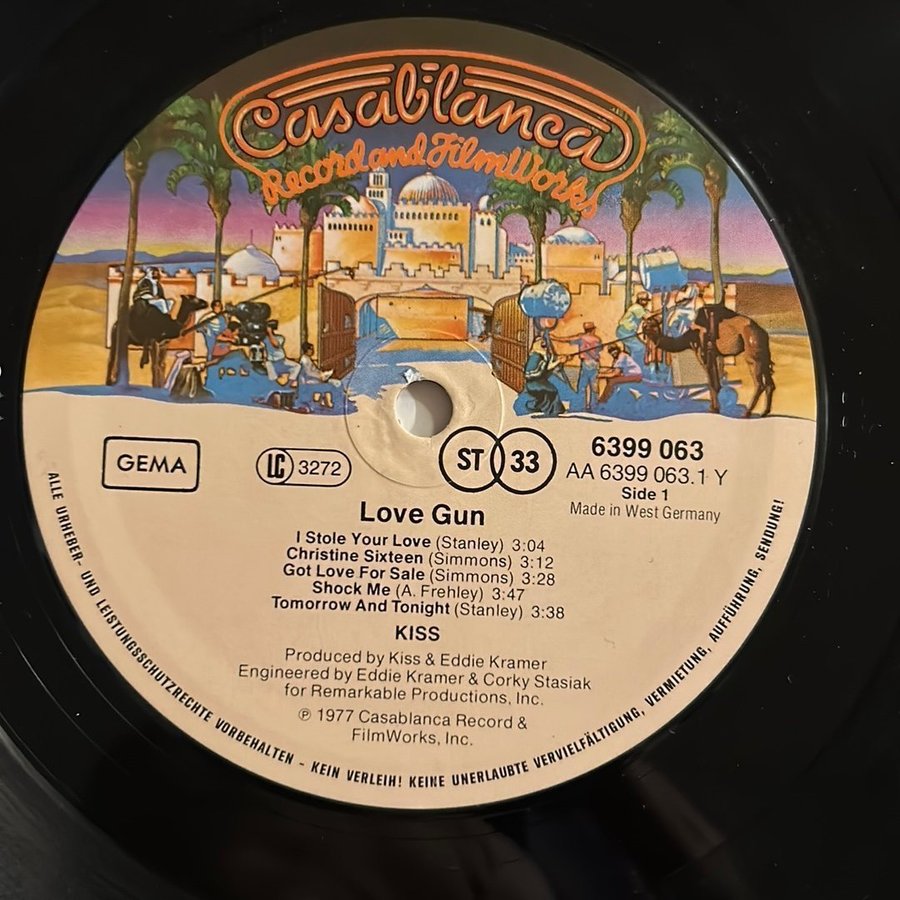 Casablanca
Record and FilmWorks
GEMA
LC 3272
ST 33
6399 063
AA 6399 063.1 Y
Side 1
Made in West Germany
Love Gun
I Stole Your Love (Stanley) 3:04
Christine Sixteen (Simmons) 3:12
Got Love For Sale (Simmons) 3:28
Shock Me (A. Frehley) 3:47
Tomorrow And Tonight (Stanley) 3:38
KISS
Produced by Kiss & Eddie Kramer
Engineered by Eddie Kramer & Corky Stasiak
for Remarkable Productions, Inc.
℗ 1977 Casablanca Record &
FilmWorks, Inc.
ALLE URHEBER- UND LEISTUNGSSCHUTZRECHTE VORBEHALTEN - KEIN VERLEIH! KEINE UNERLAUBTE VERVIELFÄLTIGUNG, VERMIETUNG, AUFFÜHRUNG, SENDUNG!